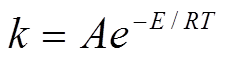 k = Ae^{-E / RT}